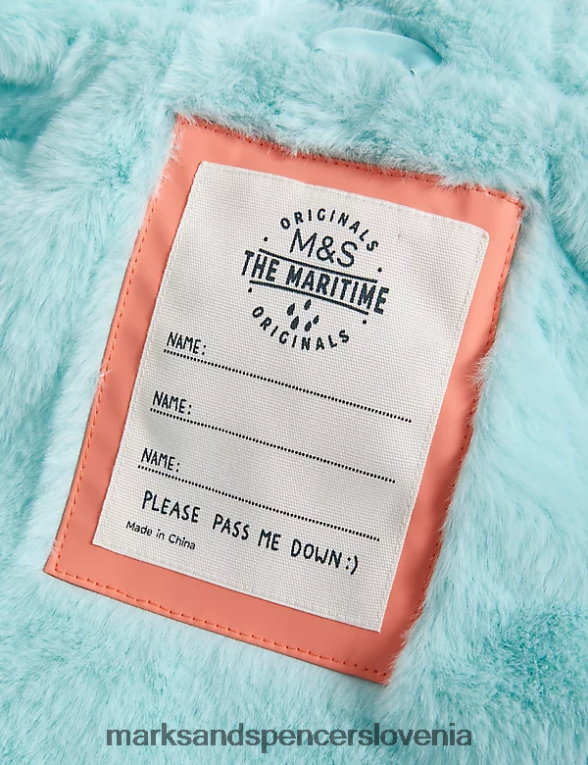 ORIGINALS
M&S
THE MARITIME
ORIGINALS
NAME:
NAME:
NAME:
PLEASE PASS ME DOWN:)
Made in China
marksandspencerslovenia